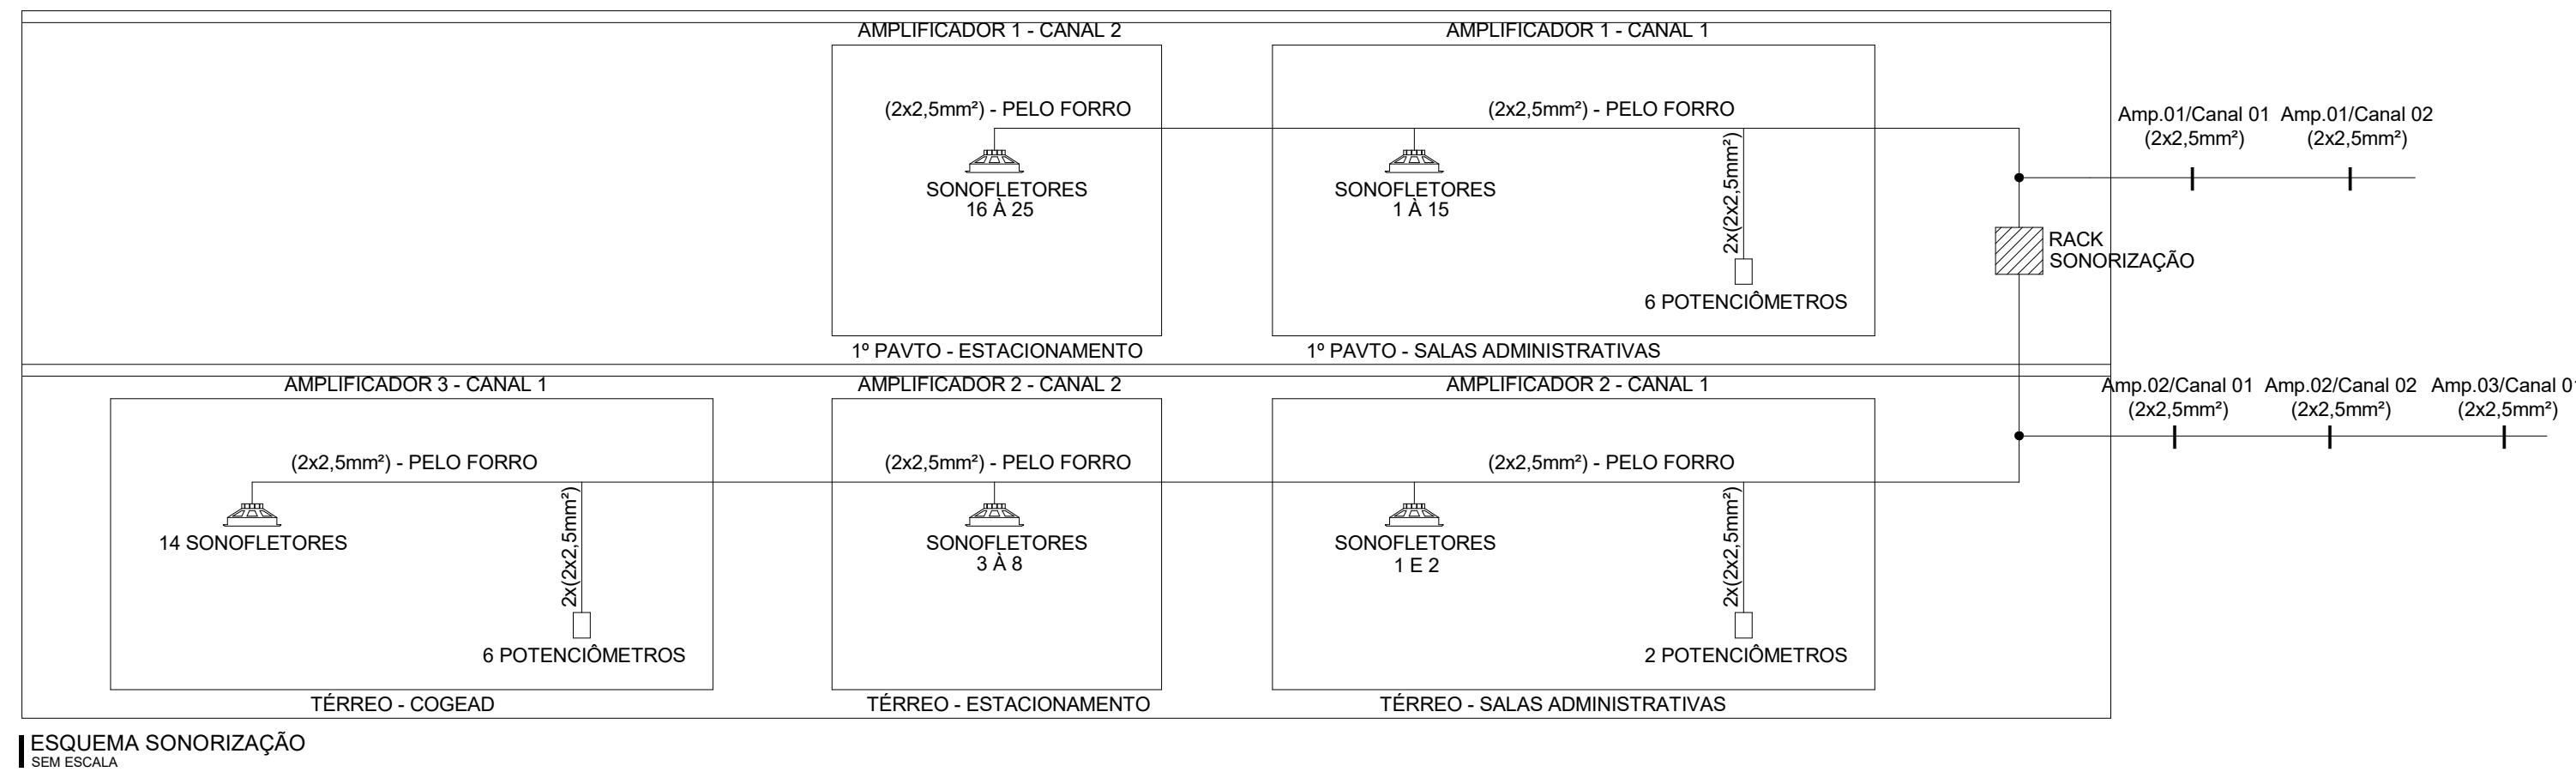 AMPLIFICADOR 1 - CANAL 2
AMPLIFICADOR 1 - CANAL 1
(2x2,5mm²) - PELO FORRO
(2x2,5mm²) - PELO FORRO
Amp.01/Canal 01
(2x2,5mm²)
Amp.01/Canal 02
(2x2,5mm²)
SONOFLETORES
16 À 25
SONOFLETORES
1 À 15
2x(2x2,5mm²)
6 POTENCIÔMETROS
RACK
SONORIZAÇÃO
1º PAVTO - ESTACIONAMENTO
1º PAVTO - SALAS ADMINISTRATIVAS
AMPLIFICADOR 3 - CANAL 1
AMPLIFICADOR 2 - CANAL 2
AMPLIFICADOR 2 - CANAL 1
Amp.02/Canal 01
(2x2,5mm²)
Amp.02/Canal 02
(2x2,5mm²)
Amp.03/Canal 01
(2x2,5mm²)
(2x2,5mm²) - PELO FORRO
(2x2,5mm²) - PELO FORRO
(2x2,5mm²) - PELO FORRO
14 SONOFLETORES
2x(2x2,5mm²)
6 POTENCIÔMETROS
SONOFLETORES
3 À 8
SONOFLETORES
1 E 2
2x(2x2,5mm²)
2 POTENCIÔMETROS
TÉRREO - COGEAD
TÉRREO - ESTACIONAMENTO
TÉRREO - SALAS ADMINISTRATIVAS
ESQUEMA SONORIZAÇÃO
SEM ESCALA